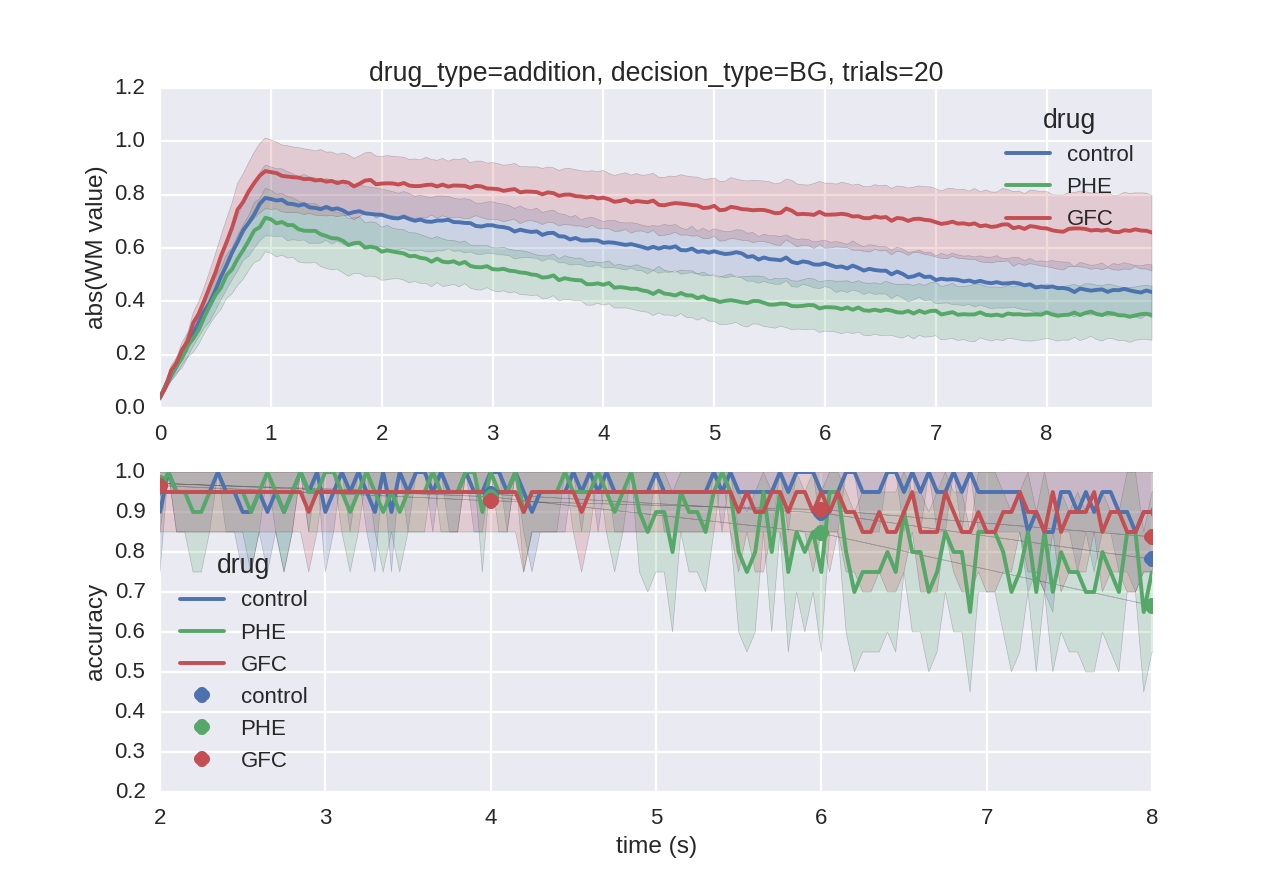 drug_type=addition, decision_type=BG, trials=20
abs(WM value)
1.2
1.0
0.8
0.6
0.4
0.2
0.0
0 1 2 3 4 5 6 7 8
drug
control
PHE
GFC
accuracy
1.0
0.9
0.8
0.7
0.6
0.5
0.4
0.3
0.2
drug
control
PHE
GFC
control
PHE
GFC
2 3 4 5 6 7 8
time (s)